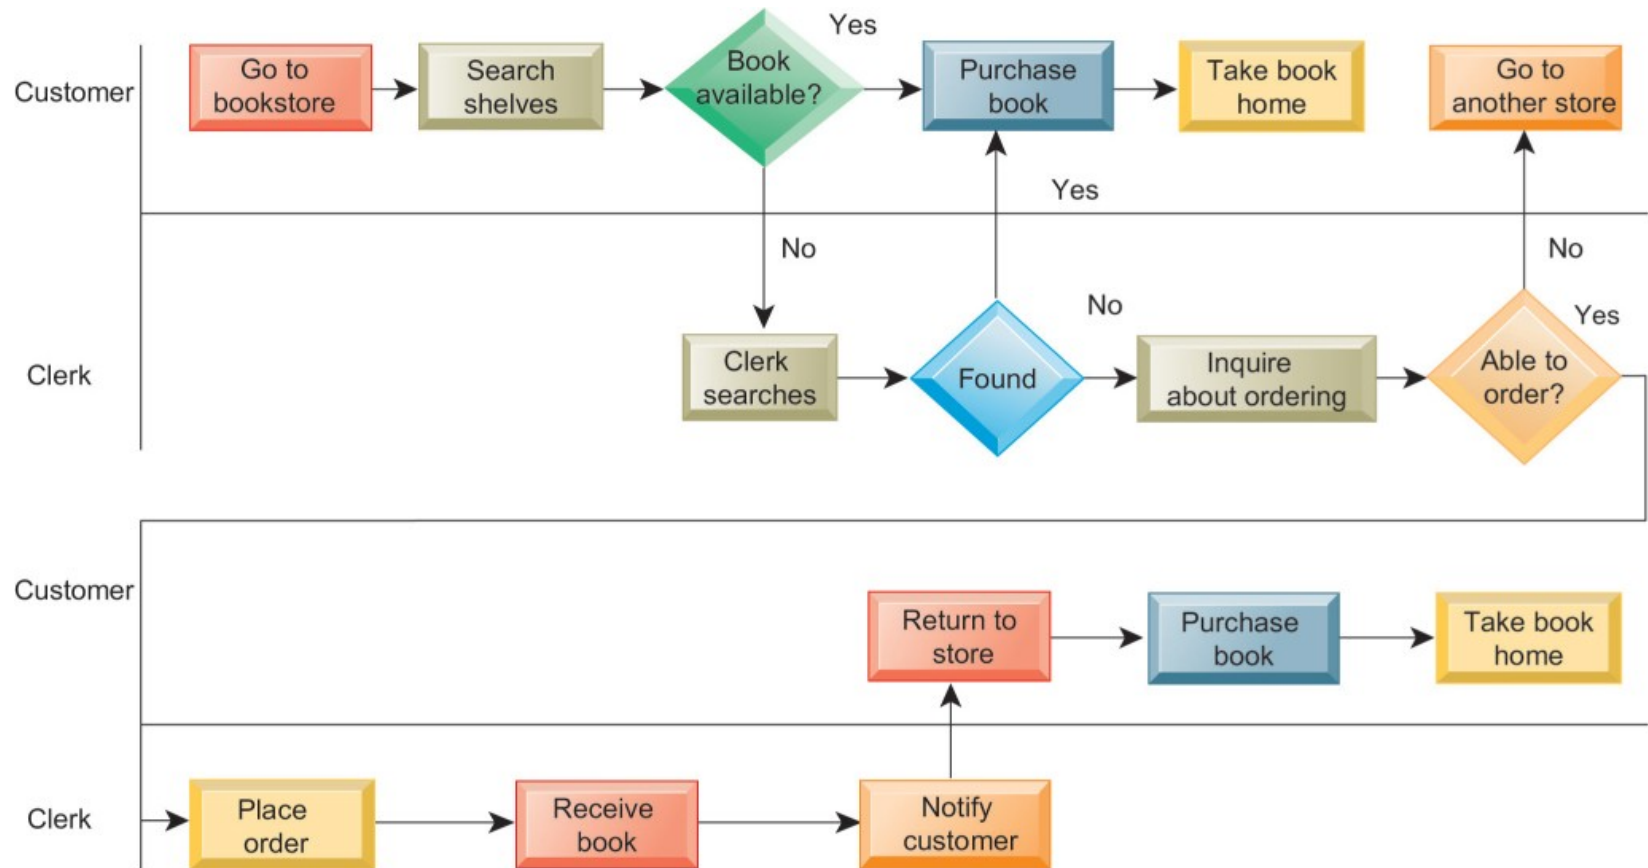 Customer
Go to
bookstore
Search
shelves
Book
available?
Yes
Purchase
book
Take book
home
Go to
another store
Yes
No
No
Clerk
Clerk
searches
Found
No
Inquire
about ordering
Able to
order?
Yes
Customer
Return to
store
Purchase
book
Take book
home
Clerk
Place
order
Receive
book
Notify
customer